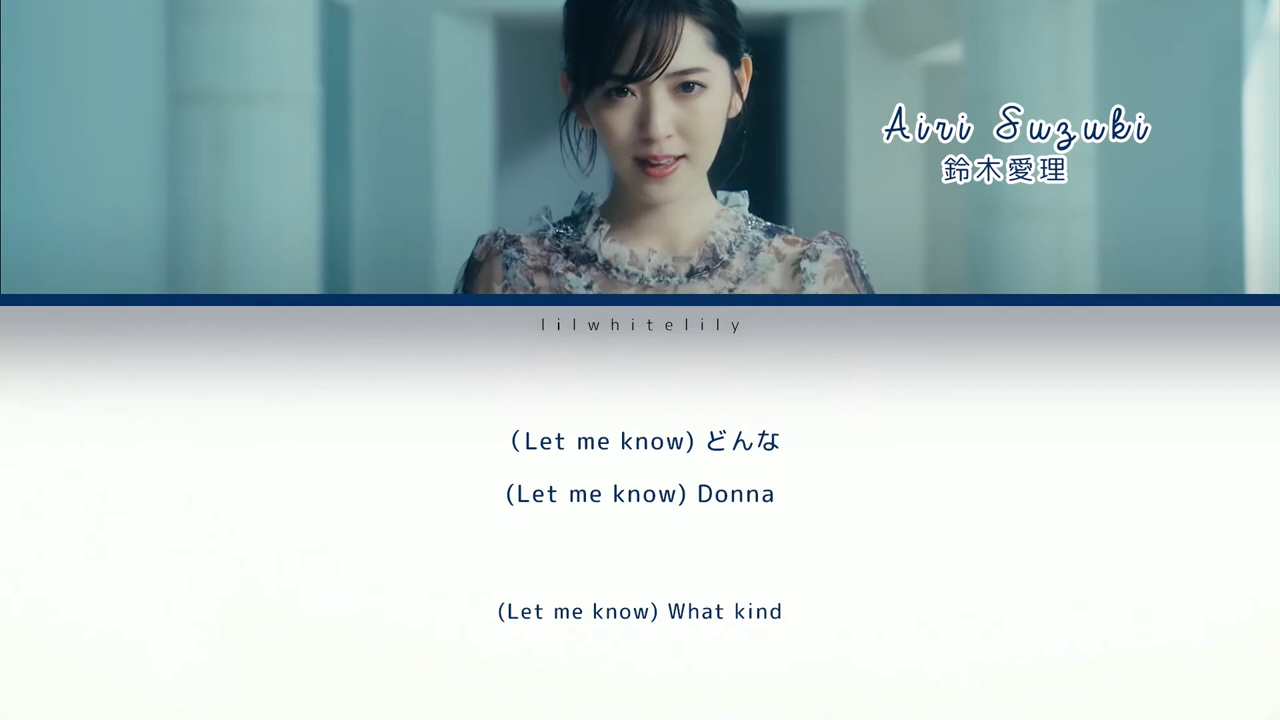 Airi Suzuki
鈴木愛理
lilwhitelily
(Let me know) どんな
(Let me know) Donna
(Let me know) What kind